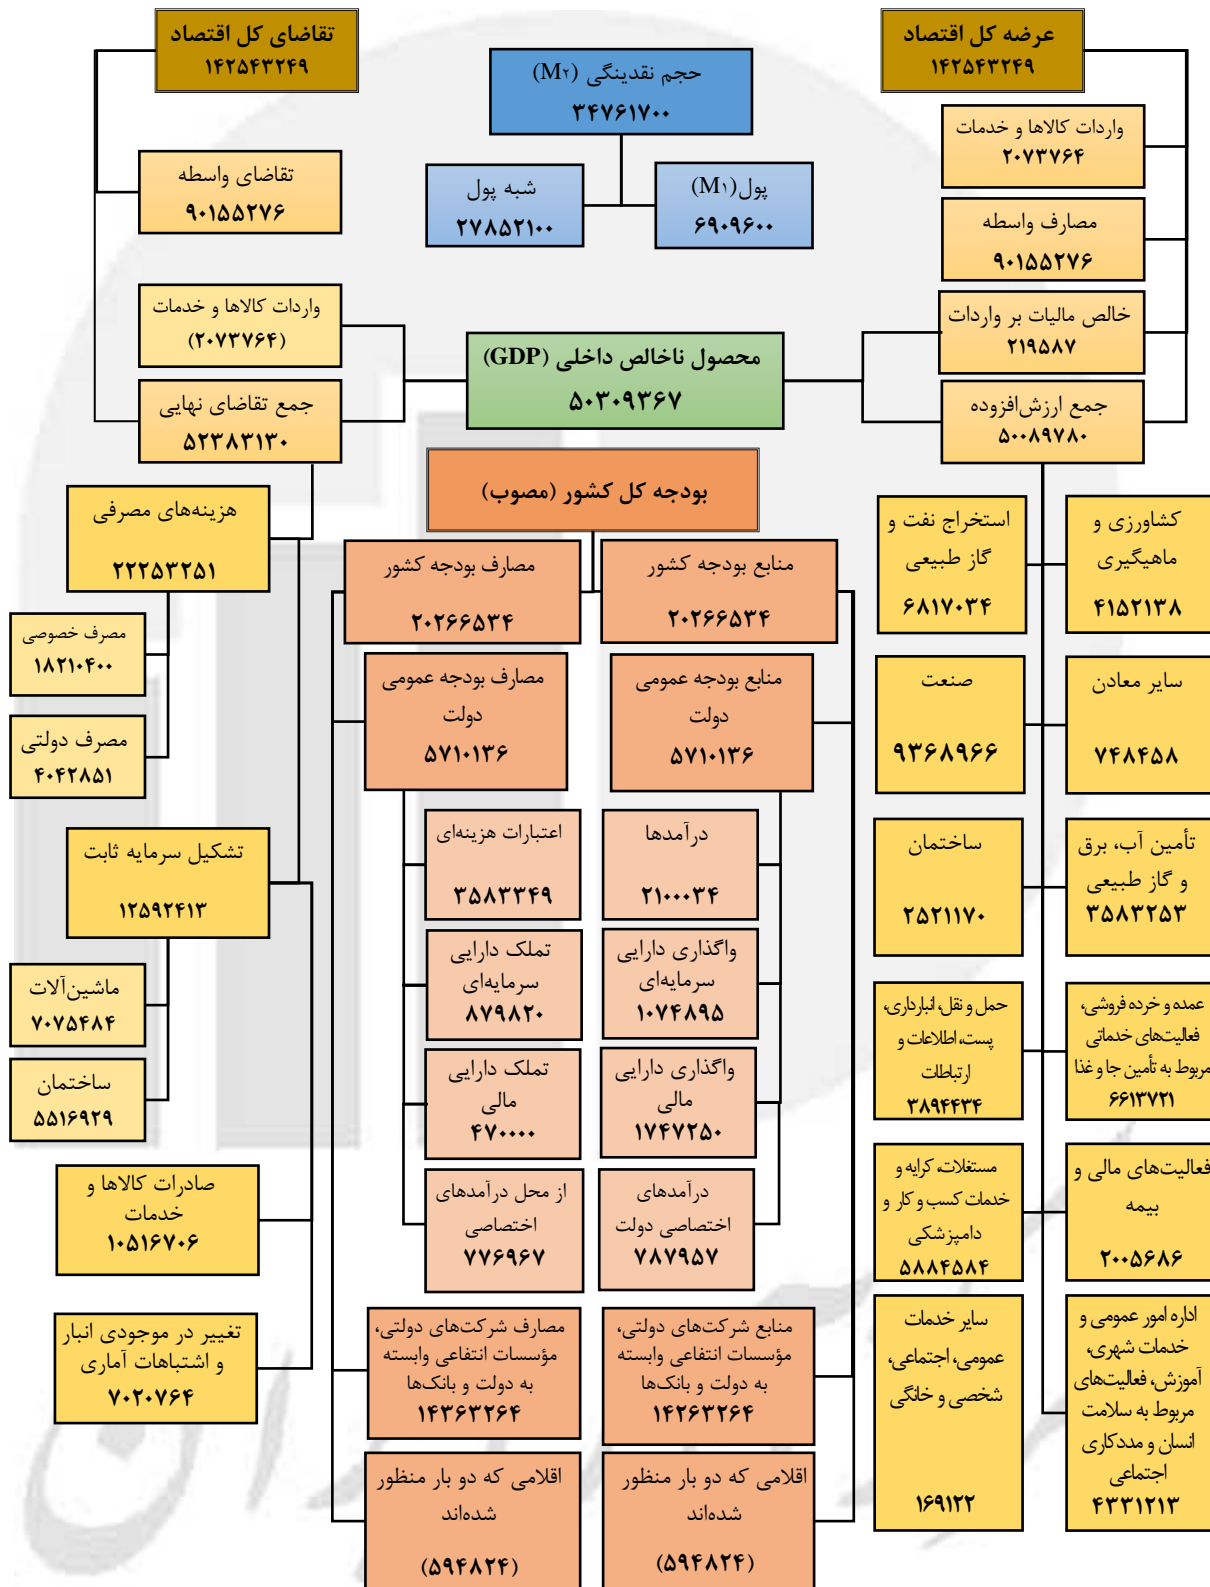 عرضه کل اقتصاد
۱۴۲۵۴۳۲۴۹
واردات کالاها و خدمات
۲۰۷۳۷۶۴
مصارف واسطه
۹۰۱۵۵۲۷۶
خالص مالیات بر واردات
۲۱۹۵۸۷
جمع ارزش‌افزوده
۵۰۰۸۹۷۸۰
کشاورزی و
ماهیگیری
۴۱۵۲۱۳۸
استخراج نفت و
گاز طبیعی
۶۸۱۷۰۳۴
سایر معادن
۷۴۸۴۵۸
صنعت
۹۳۶۸۹۶۶
تأمین آب، برق
و گاز طبیعی
۳۵۸۳۲۵۳
ساختمان
۲۵۲۱۱۷۰
عمده و خرده فروشی،
فعالیت‌های خدماتی
مربوط به تأمین جا و غذا
۶۶۱۳۷۲۱
حمل و نقل، انبارداری،
پست، اطلاعات و
ارتباطات
۳۸۹۴۴۳۴
فعالیت‌های مالی و
بیمه
۲۰۰۵۶۸۶
مستغلات، کرایه و
خدمات کسب و کار و
دامپزشکی
۵۸۸۴۵۸۴
اداره امور عمومی و
خدمات شهری،
آموزش، فعالیت‌های
مربوط به سلامت
انسان و مددکاری
اجتماعی
۴۳۳۱۲۱۳
سایر خدمات
عمومی، اجتماعی،
شخصی و خانگی
۱۶۹۱۲۲
حجم نقدینگی (M۲)
۳۴۷۶۱۷۰۰
پول(M۱)
۶۹۰۹۶۰۰
شبه پول
۲۷۸۵۲۱۰۰
محصول ناخالص داخلی (GDP)
۵۰۳۰۹۳۶۷
بودجه کل کشور (مصوب)
منابع بودجه کشور
۲۰۲۶۶۵۳۴
مصارف بودجه کشور
۲۰۲۶۶۵۳۴
منابع بودجه عمومی
دولت
۵۷۱۰۱۳۶
مصارف بودجه عمومی
دولت
۵۷۱۰۱۳۶
درآمدها
۲۱۰۰۰۳۴
اعتبارات هزینه‌ای
۳۵۸۳۳۴۹
واگذاری دارایی
سرمایه‌ای
۱۰۷۴۸۹۵
تملک دارایی
سرمایه‌ای
۸۷۹۸۲۰
واگذاری دارایی
مالی
۱۷۴۷۲۵۰
تملک دارایی
مالی
۴۷۰۰۰۰
درآمدهای
اختصاصی دولت
۷۸۷۹۵۷
از محل درآمدهای
اختصاصی
۷۷۶۹۶۷
منابع شرکت‌های دولتی،
مؤسسات انتفاعی وابسته
به دولت و بانک‌ها
۱۴۲۶۳۲۶۴
مصارف شرکت‌های دولتی،
مؤسسات انتفاعی وابسته
به دولت و بانک‌ها
۱۴۳۶۳۲۶۴
اقلامی که دو بار منظور
شده‌اند
(۵۹۴۸۲۴)
اقلامی که دو بار منظور
شده‌اند
(۵۹۴۸۲۴)
تقاضای کل اقتصاد
۱۴۲۵۴۳۲۴۹
تقاضای واسطه
۹۰۱۵۵۲۷۶
واردات کالاها و خدمات
(۲۰۷۳۷۶۴)
جمع تقاضای نهایی
۵۲۳۸۳۱۳۰
هزینه‌های مصرفی
۲۲۲۵۳۲۵۱
مصرف خصوصی
۱۸۲۱۰۴۰۰
مصرف دولتی
۴۰۴۲۸۵۱
تشکیل سرمایه ثابت
۱۲۵۹۲۴۱۳
ماشین‌آلات
۷۰۷۵۴۸۴
ساختمان
۵۵۱۶۹۲۹
صادرات کالاها و
خدمات
۱۰۵۱۶۷۰۶
تغییر در موجودی انبار
و اشتباهات آماری
۷۰۲۰۷۶۴